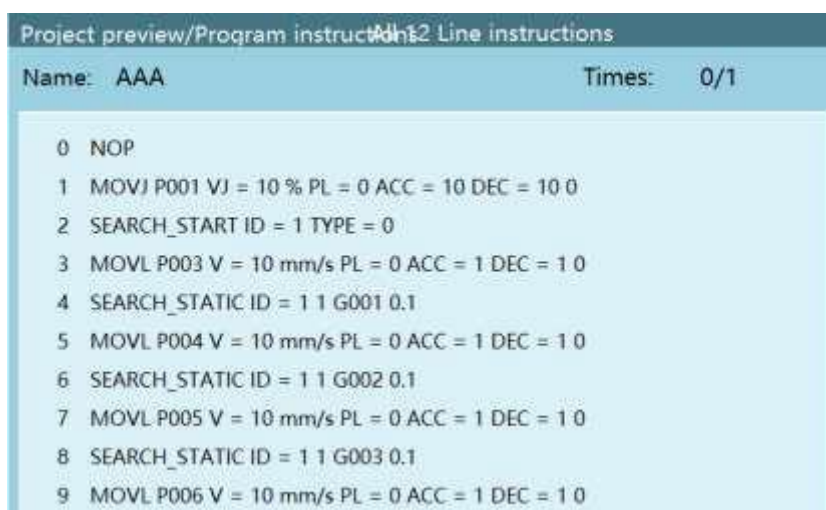 Project preview/Program instructions All 12 Line instructions
Name: AAA Times: 0/1
0 NOP
1 MOVJ P001 VJ = 10 % PL = 0 ACC = 10 DEC = 10 0
2 SEARCH_START ID = 1 TYPE = 0
3 MOVL P003 V = 10 mm/s PL = 0 ACC = 1 DEC = 1 0
4 SEARCH_STATIC ID = 1 1 G001 0.1
5 MOVL P004 V = 10 mm/s PL = 0 ACC = 1 DEC = 1 0
6 SEARCH_STATIC ID = 1 1 G002 0.1
7 MOVL P005 V = 10 mm/s PL = 0 ACC = 1 DEC = 1 0
8 SEARCH_STATIC ID = 1 1 G003 0.1
9 MOVL P006 V = 10 mm/s PL = 0 ACC = 1 DEC = 1 0